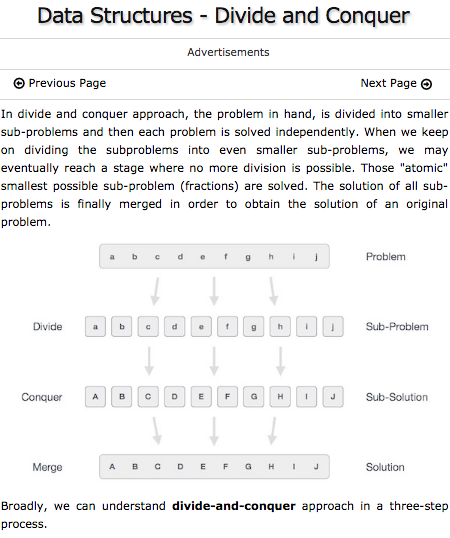 Data Structures - Divide and Conquer
Advertisements
Previous Page Next Page
In divide and conquer approach, the problem in hand, is divided into smaller
sub-problems and then each problem is solved independently. When we keep
on dividing the subproblems into even smaller sub-problems, we may
eventually reach a stage where no more division is possible. Those "atomic"
smallest possible sub-problem (fractions) are solved. The solution of all sub-
problems is finally merged in order to obtain the solution of an original
problem.
a b c d e f g h i j Problem
Divide a b c d e f g h i j Sub-Problem
Conquer A B C D E F G H I J Sub-Solution
Merge A B C D E F G H I J Solution
Broadly, we can understand divide-and-conquer approach in a three-step
process.